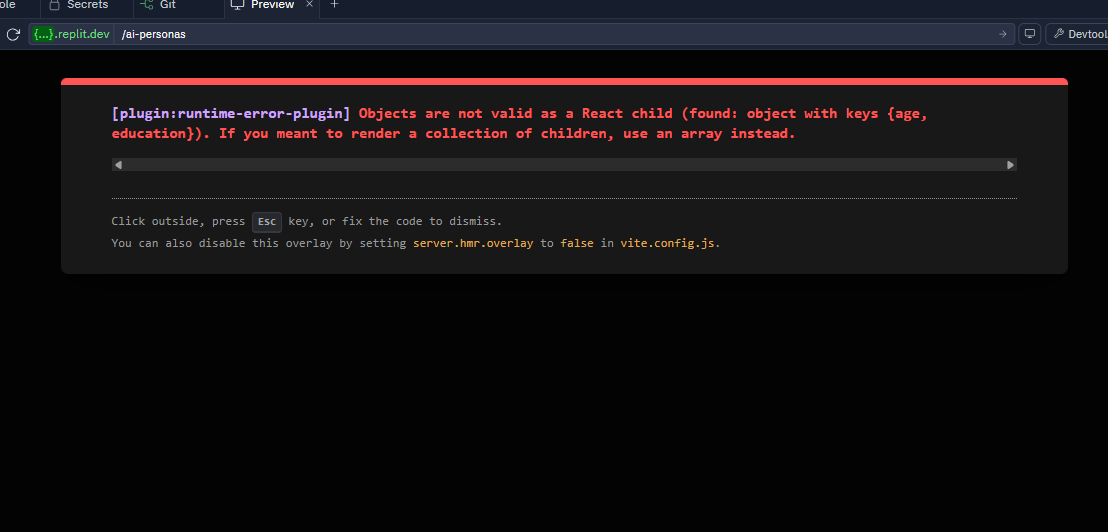 ole Secrets Git Preview × +
{...}.replit.dev /ai-personas → Devtool
[plugin:runtime-error-plugin] Objects are not valid as a React child (found: object with keys {age,
education}). If you meant to render a collection of children, use an array instead.
Click outside, press Esc key, or fix the code to dismiss.
You can also disable this overlay by setting server.hmr.overlay to false in vite.config.js.